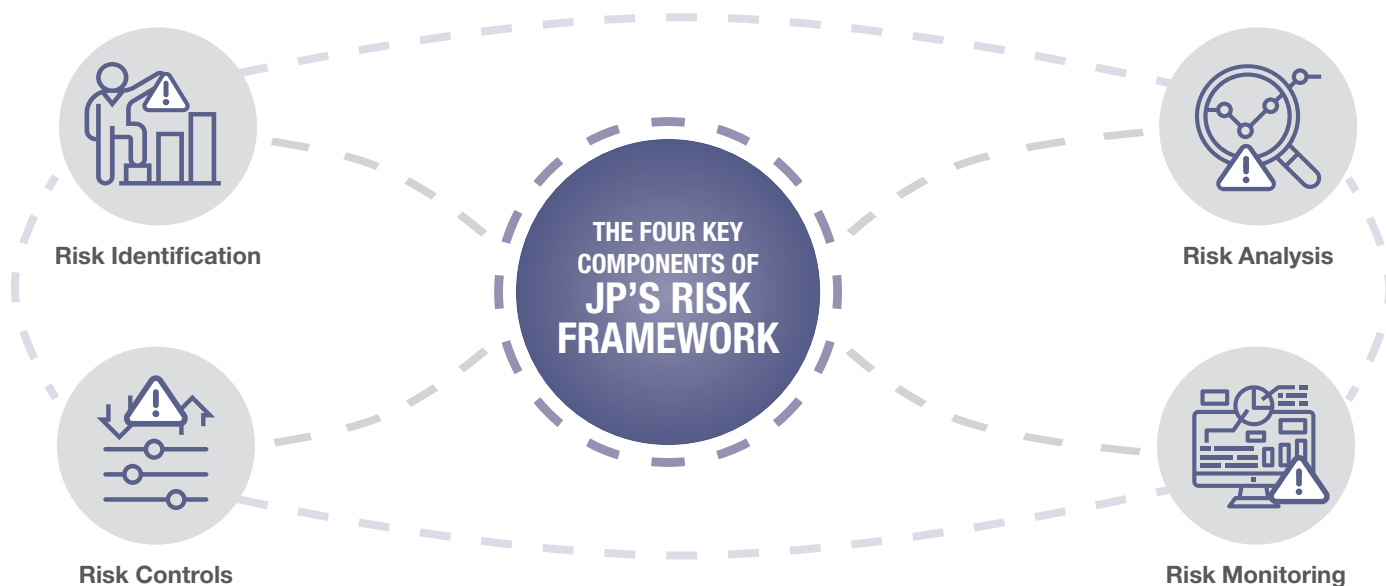 Risk Identification
THE FOUR KEY
COMPONENTS OF
JP'S RISK
FRAMEWORK
Risk Analysis
Risk Controls
Risk Monitoring